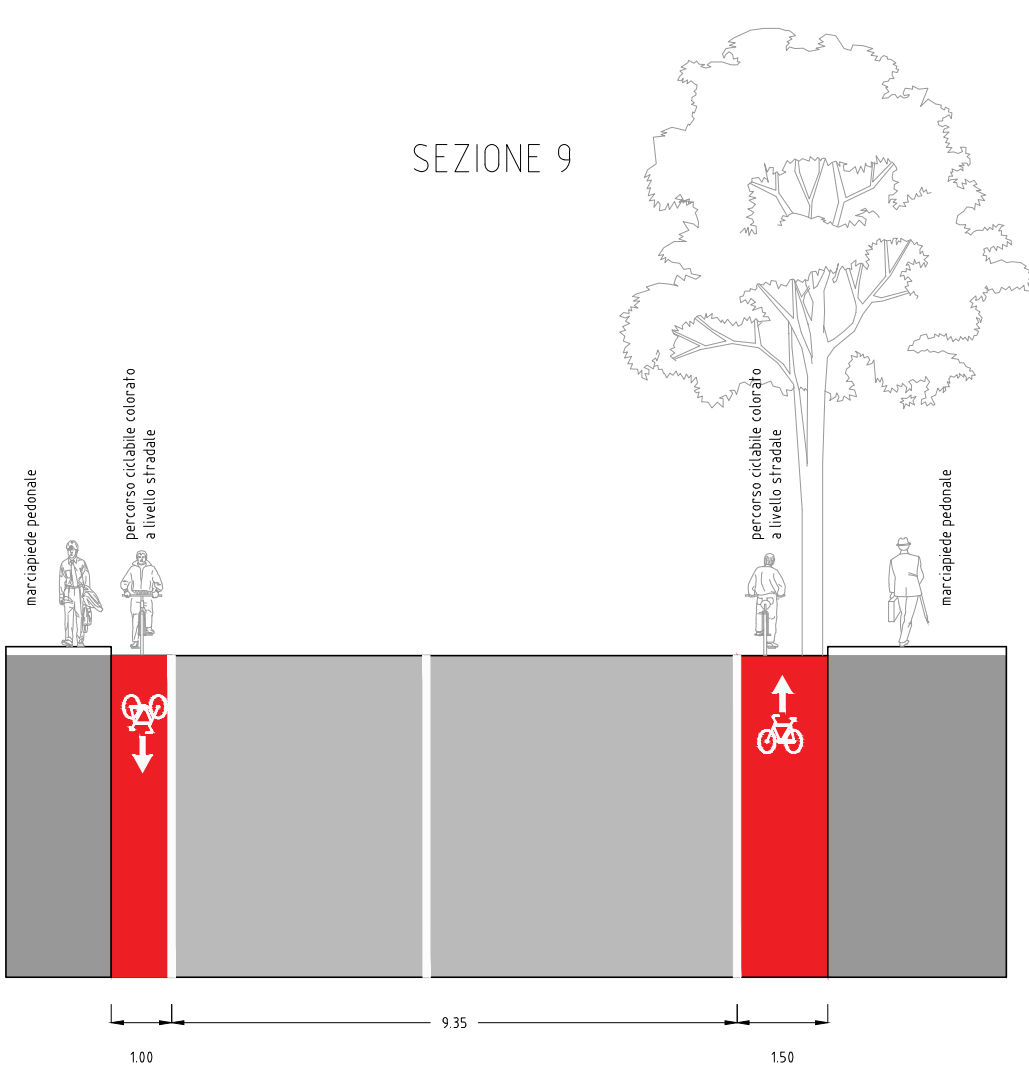 SEZIONE 9
marciapiede pedonale
percorso ciclabile colorato
a livello stradale
percorso ciclabile colorato
a livello stradale
marciapiede pedonale
9.35
1.00
1.50